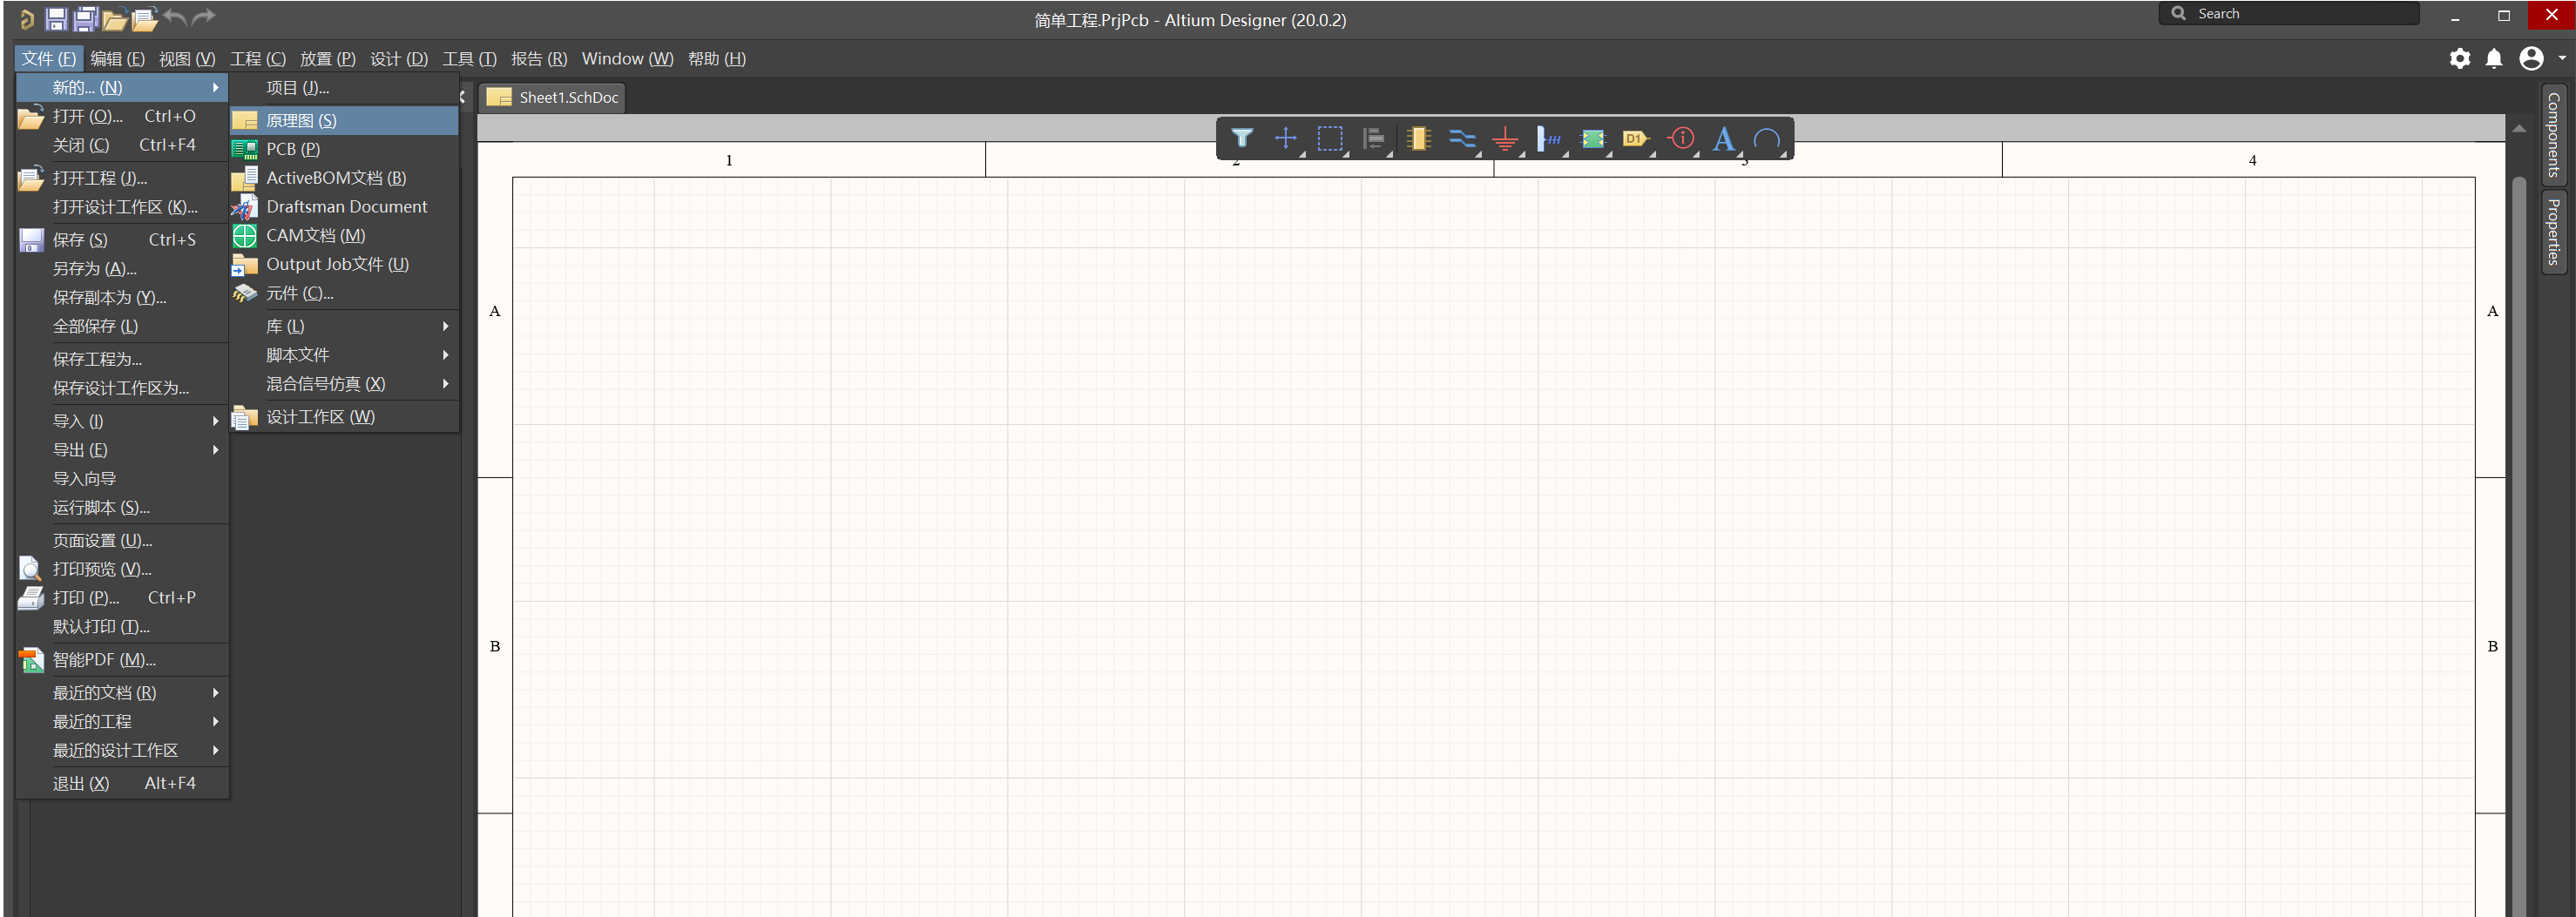 简单工程.PrjPcb - Altium Designer (20.0.2)
Search
文件 (F) 编辑 (E) 视图 (V) 工程 (C) 放置 (P) 设计 (D) 工具 (T) 报告 (R) Window (W) 帮助 (H)
新的... (N)
打开 (O)... Ctrl+O
关闭 (C) Ctrl+F4
打开工程 (J)...
打开设计工作区 (K)...
保存 (S) Ctrl+S
另存为 (A)...
保存副本为 (Y)...
全部保存 (L)
保存工程为...
保存设计工作区为...
导入 (I)
导出 (E)
导入向导
运行脚本 (S)...
页面设置 (U)...
打印预览 (V)...
打印 (P)... Ctrl+P
默认打印 (T)...
智能PDF (M)...
最近的文档 (R)
最近的工程
最近的设计工作区
退出 (X) Alt+F4
项目 (J)...
原理图 (S)
PCB (P)
ActiveBOM文档 (B)
Draftsman Document
CAM文档 (M)
Output Job文件 (U)
元件 (C)...
库 (L)
脚本文件
混合信号仿真 (X)
设计工作区 (W)
Sheet1.SchDoc
D1
A
1 2 3 4
A A
B B
Components
Properties